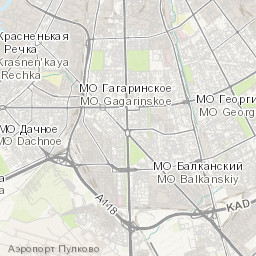 Красненькая
Речка
Krasnen'kaya
Rechka
МО Гагаринское
MO Gagarinskoe
МО Георги
MO Georg
МО Дачное
MO Dachnoe
МО Балканский
MO Balkanskiy
А-118
KAD
Аэропорт Пулково